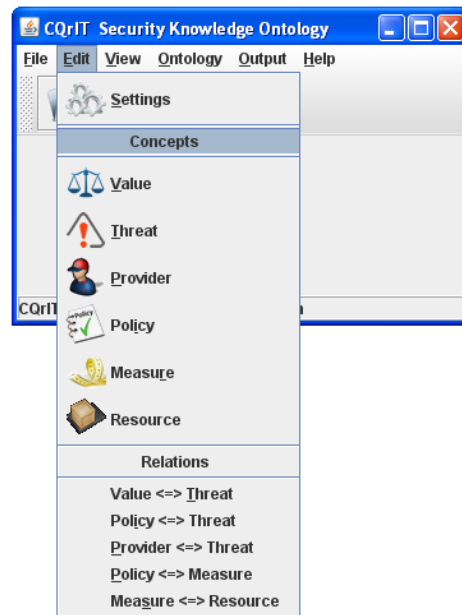 CQrIT Security Knowledge Ontology
File Edit View Ontology Output Help
Settings
Concepts
Value
Threat
Provider
Policy
Policy
Measure
Resource
Relations
Value <=> Threat
Policy <=> Threat
Provider <=> Threat
Policy <=> Measure
Measure <=> Resource